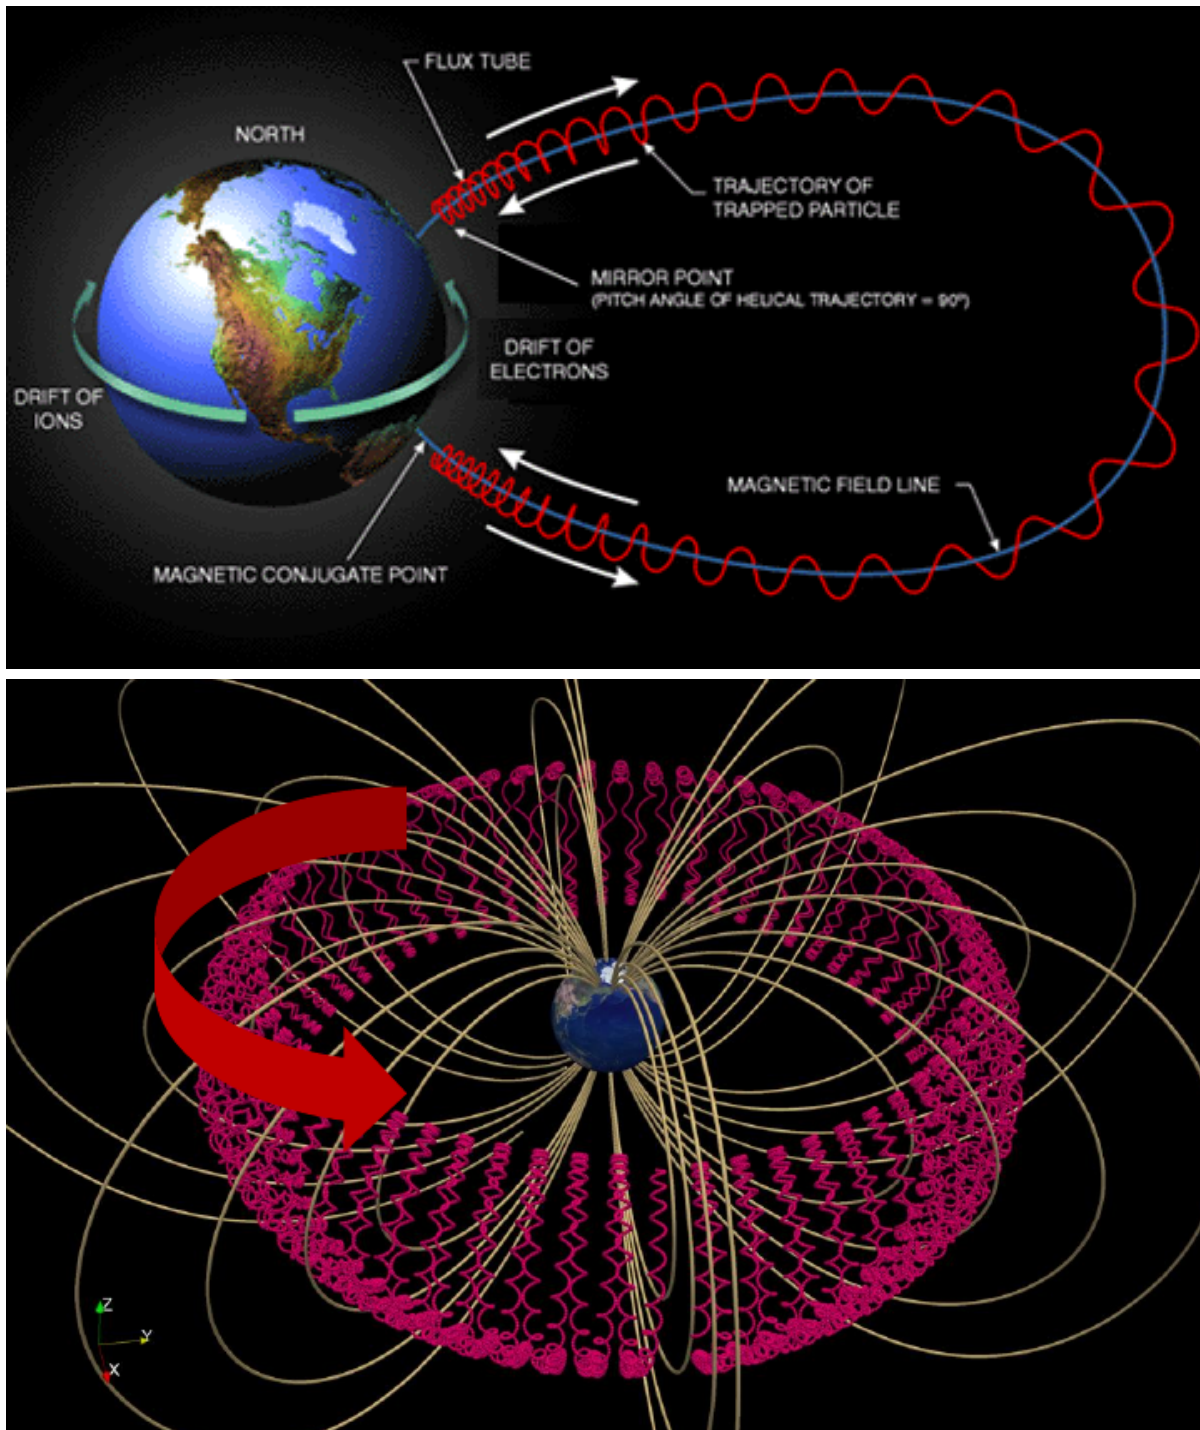 FLUX TUBE
NORTH
TRAJECTORY OF
TRAPPED PARTICLE
MIRROR POINT
(PITCH ANGLE OF HELICAL TRAJECTORY = 90º)
DRIFT OF
ELECTRONS
DRIFT OF
IONS
MAGNETIC FIELD LINE
MAGNETIC CONJUGATE POINT
Z
Y
X